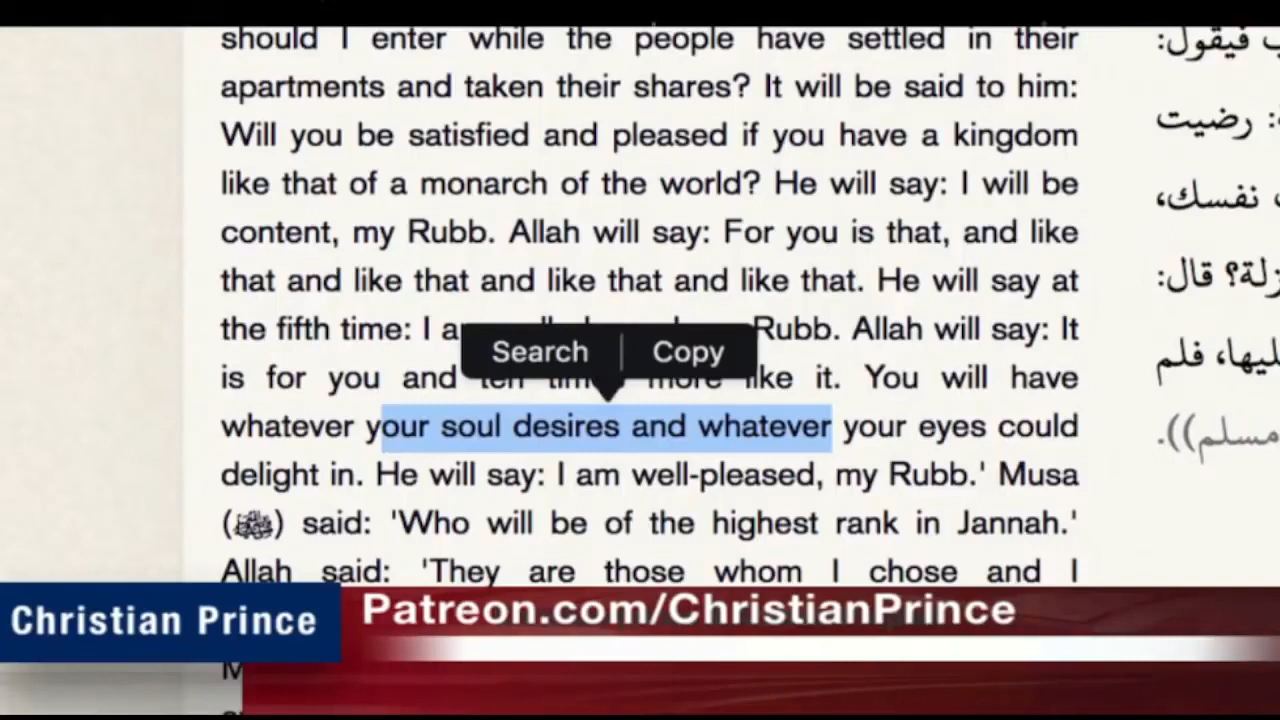 should I enter while the people have settled in their
apartments and taken their shares? It will be said to him:
Will you be satisfied and pleased if you have a kingdom
like that of a monarch of the world? He will say: I will be
content, my Rubb. Allah will say: For you is that, and like
that and like that and like that and like that. He will say at
the fifth time: I a Rubb. Allah will say: It
is for you and ten more like it. You will have
whatever your soul desires and whatever your eyes could
delight in. He will say: I am well-pleased, my Rubb.' Musa
(ﷺ) said: 'Who will be of the highest rank in Jannah.'
Allah said: 'They are those whom I chose and I
Search
Copy
فيقول:
رضيت
نفسك،
قال:
فلم
مسلم)).
Christian Prince
Patreon.com/ChristianPrince